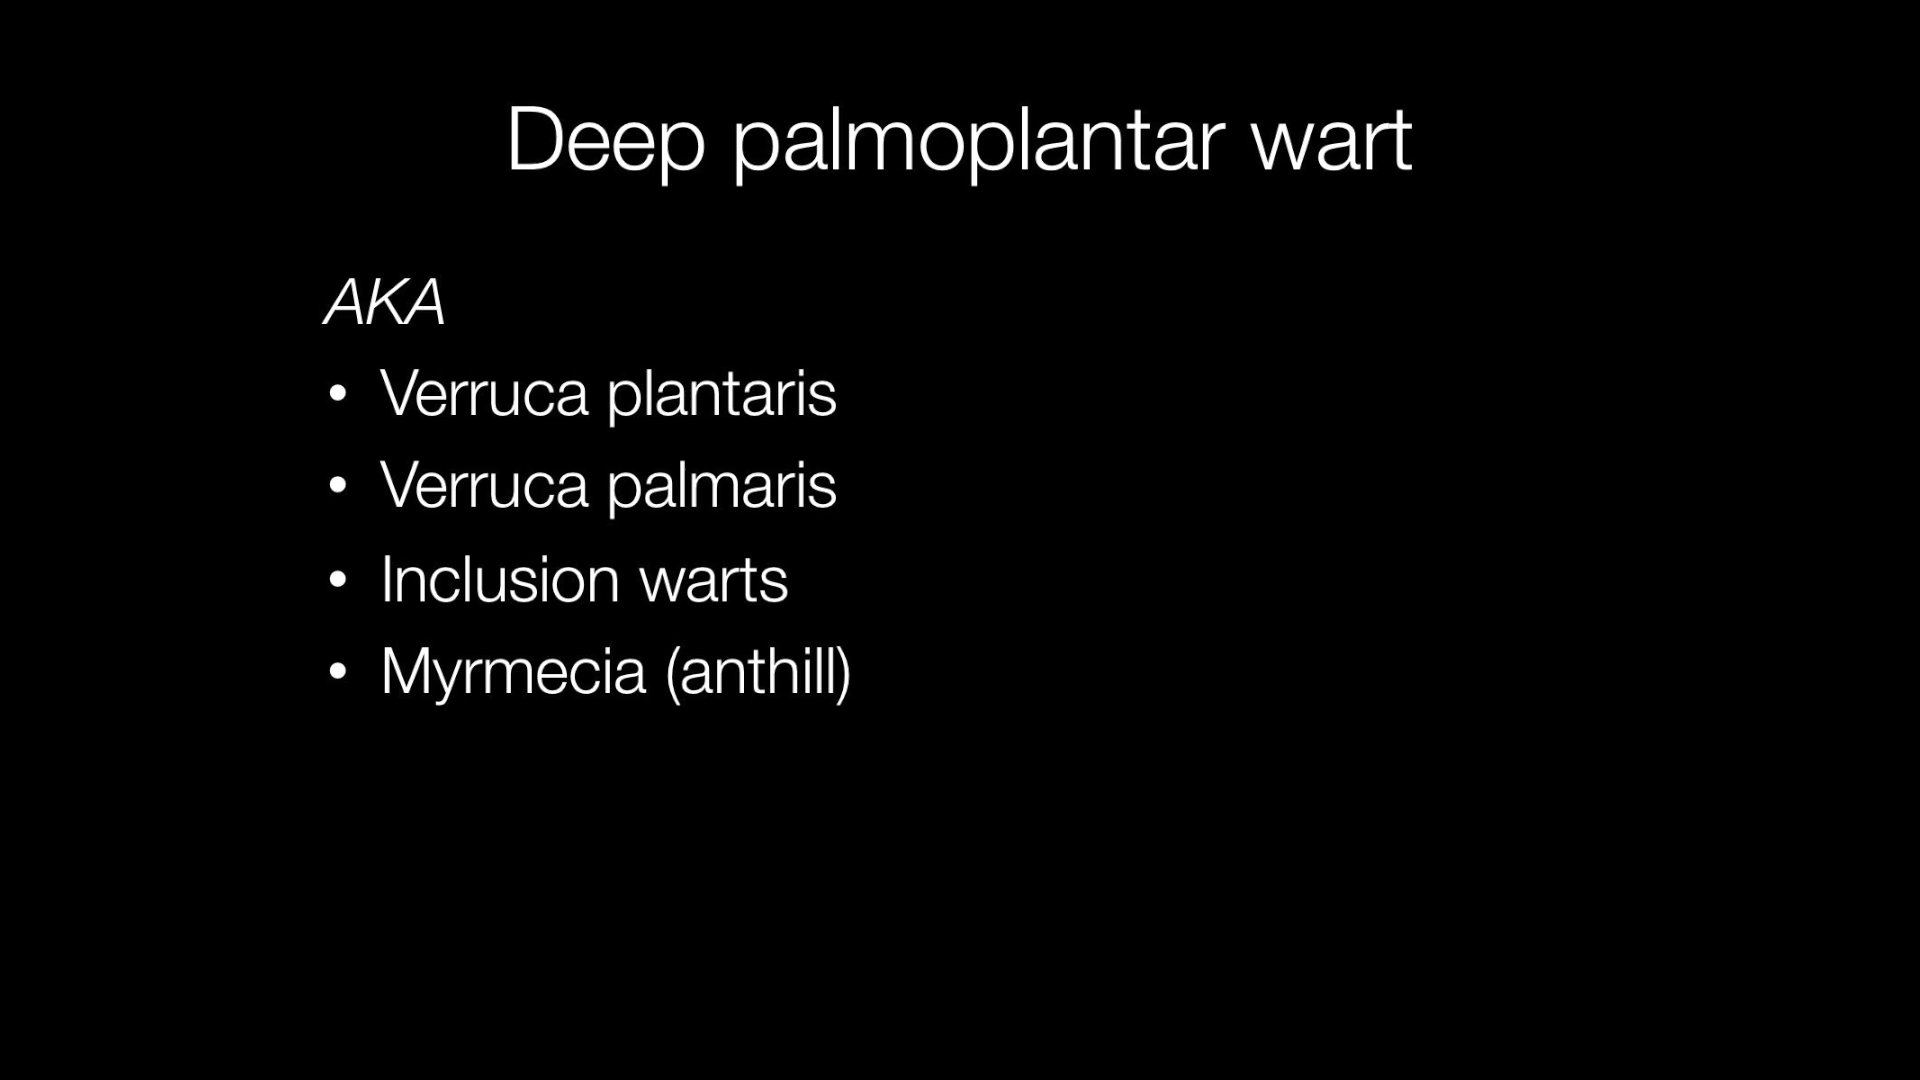 Deep palmoplantar wart
AKA
• Verruca plantaris
• Verruca palmaris
• Inclusion warts
• Myrmecia (anthill)